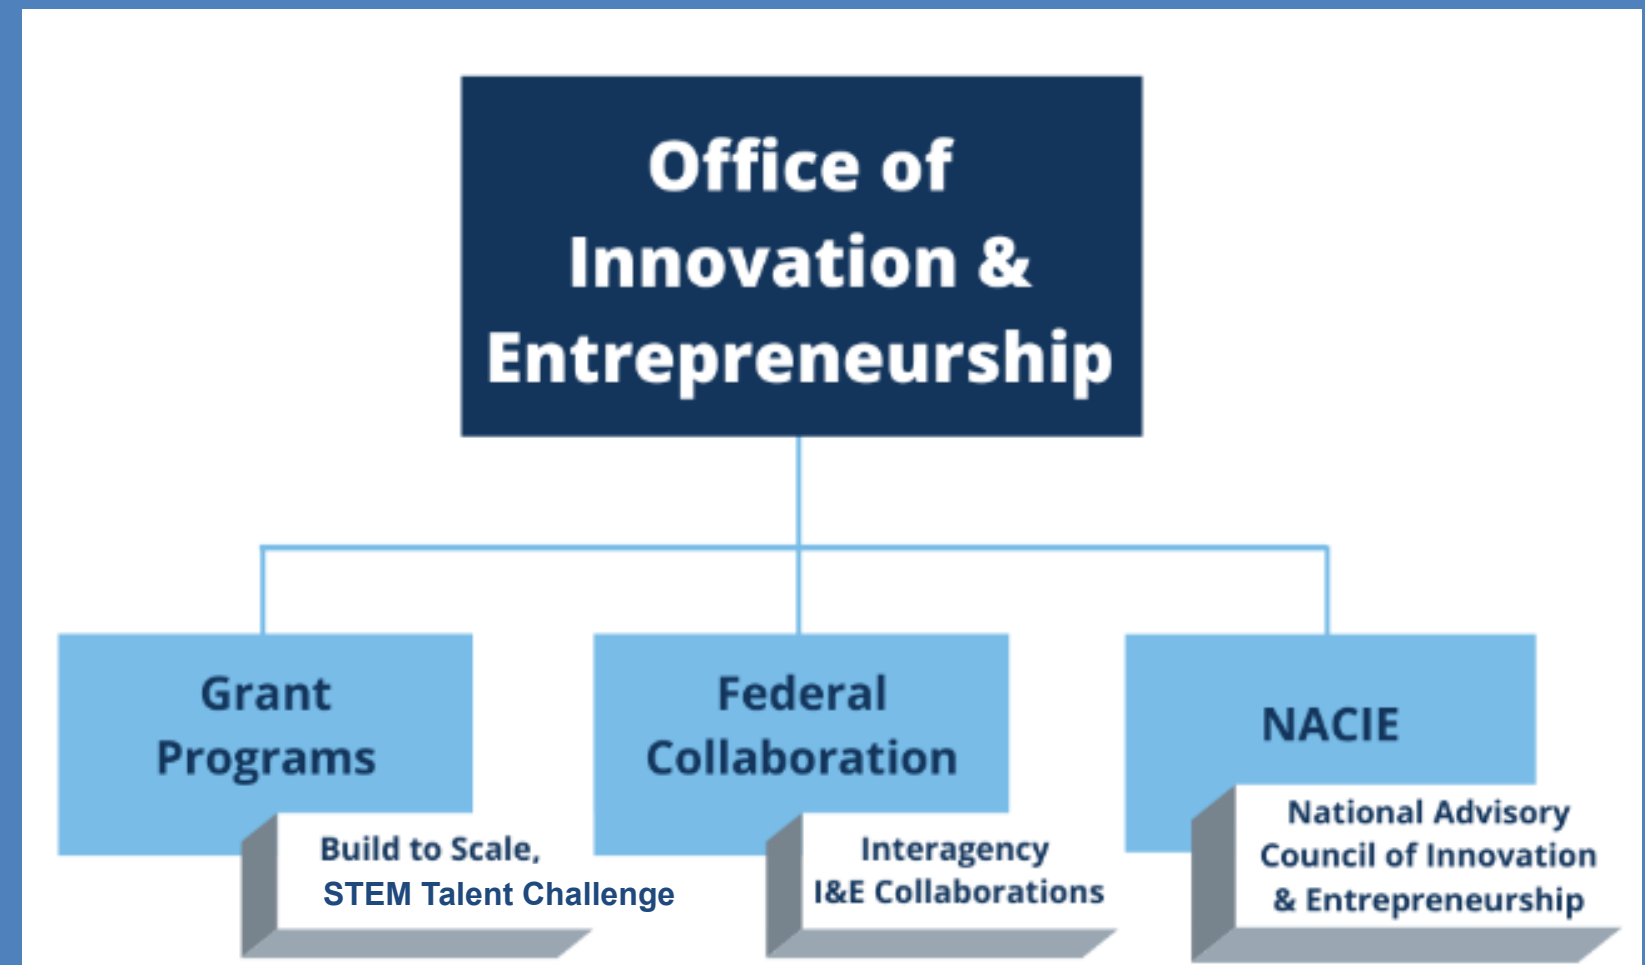 Office of
Innovation &
Entrepreneurship
Grant
Programs
Build to Scale,
STEM Talent Challenge
Federal
Collaboration
Interagency
I&E Collaborations
NACIE
National Advisory
Council of Innovation
& Entrepreneurship